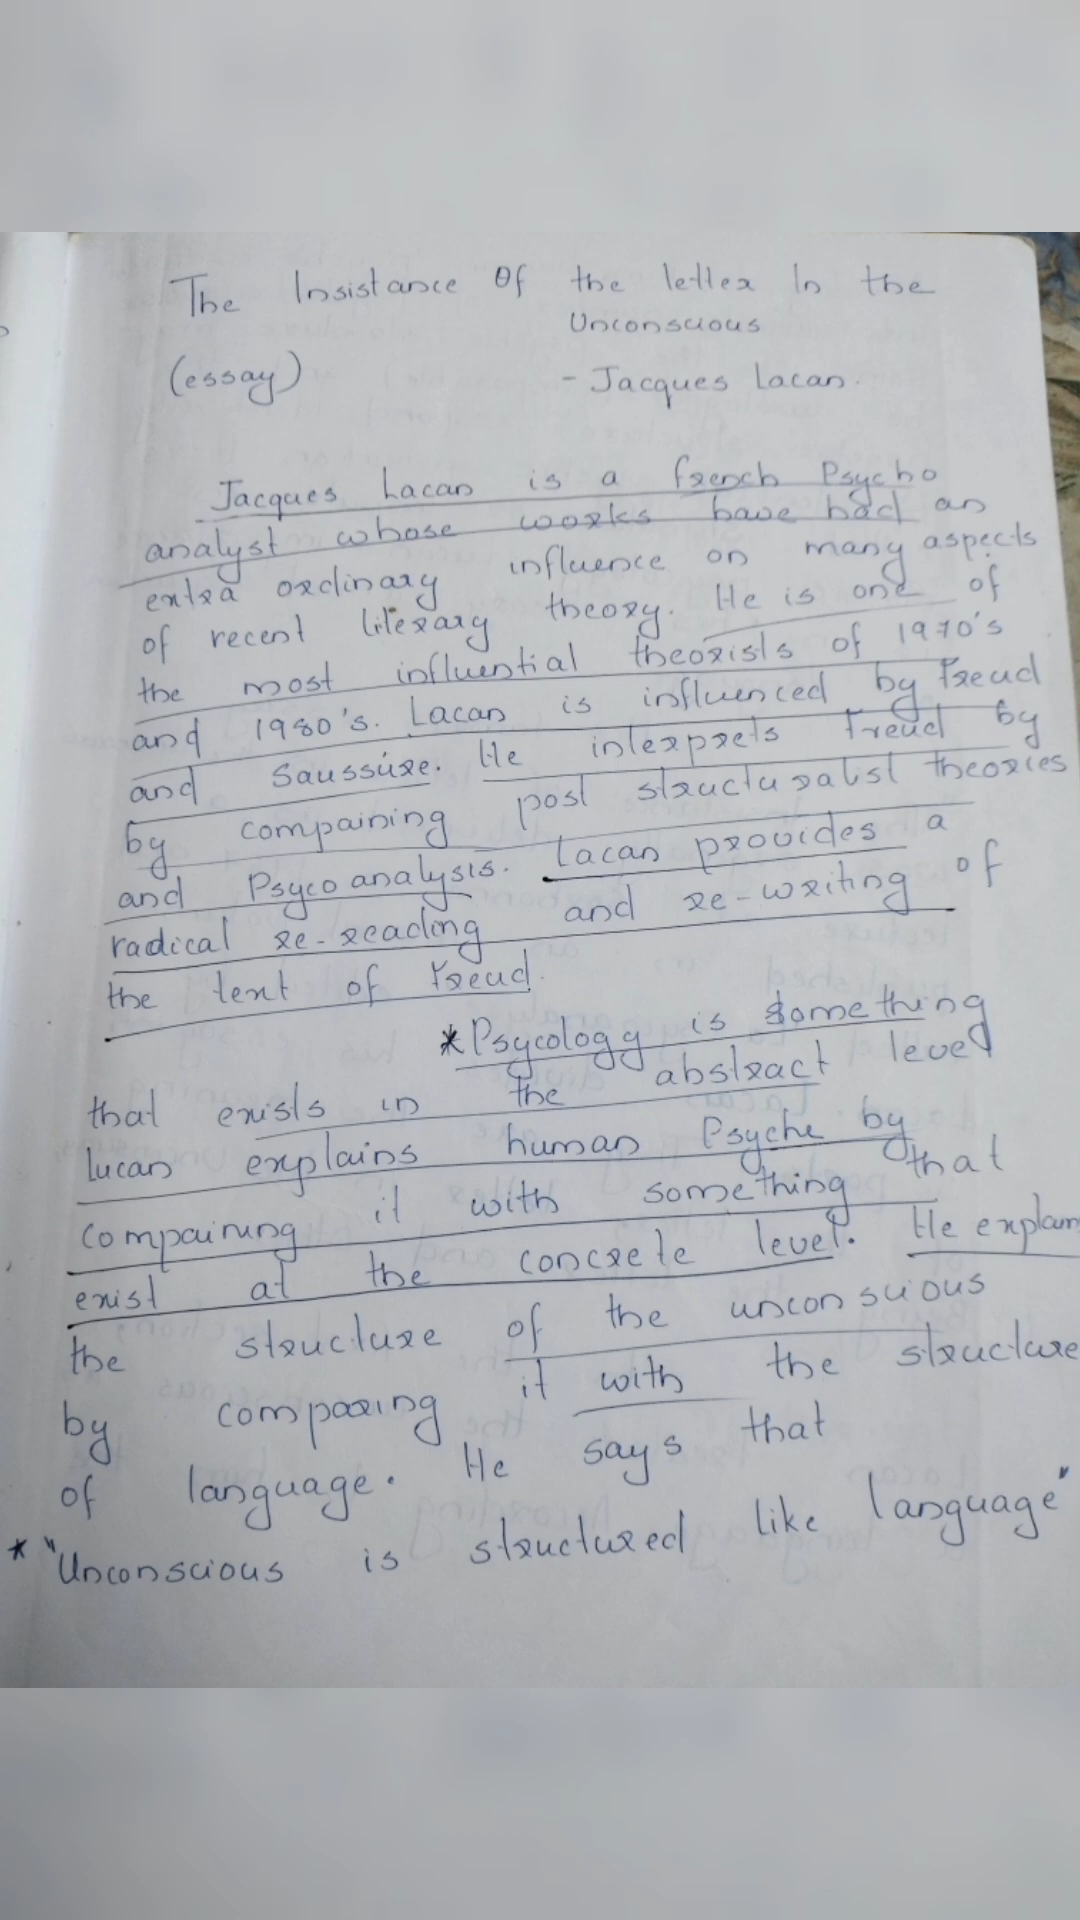 The Insistance Of the letter In the
Unconscious
(essay) - Jacques Lacan.
Jacques Lacan is a french Psycho
analyst whose works have had an
extra ordinary influence on many aspects
of recent literary theory. He is one of
the most influential theorists of 1970's
and 1980's. Lacan is influenced by Freud
and Saussure. He interprets Freud by
by compaining post structuralist theories
and Psyco analysis. Lacan provides a
radical re-reading and re-writing of
the text of Freud.
*Psycology is something
that exists in the abstract level
Lucan explains human Psyche by
compairing it with something that
exist at the concrete level. He explain
the structure of the unconscious
by comparing it with the structure
of language. He says that
* "Unconscious is structured like language"